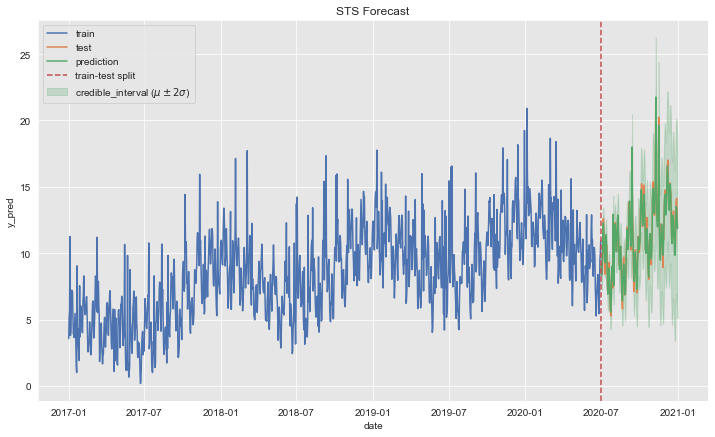 STS Forecast
train
test
prediction
train-test split
credible_interval (μ ± 2σ)
25
20
15
10
5
0
y_pred
2017-01 2017-07 2018-01 2018-07 2019-01 2019-07 2020-01 2020-07 2021-01
date